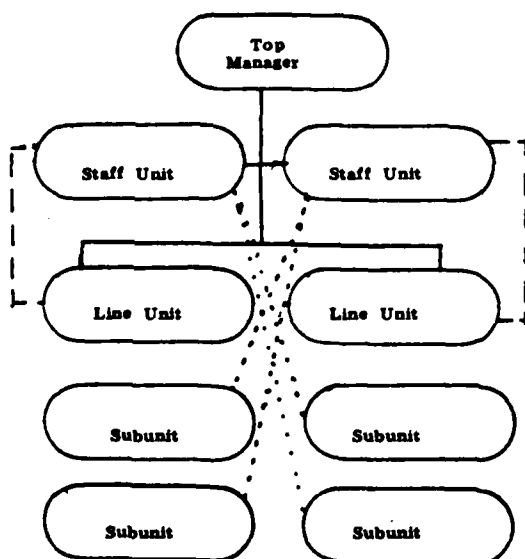 Top
Manager
Staff Unit
Staff Unit
Line Unit
Line Unit
Subunit
Subunit
Subunit
Subunit